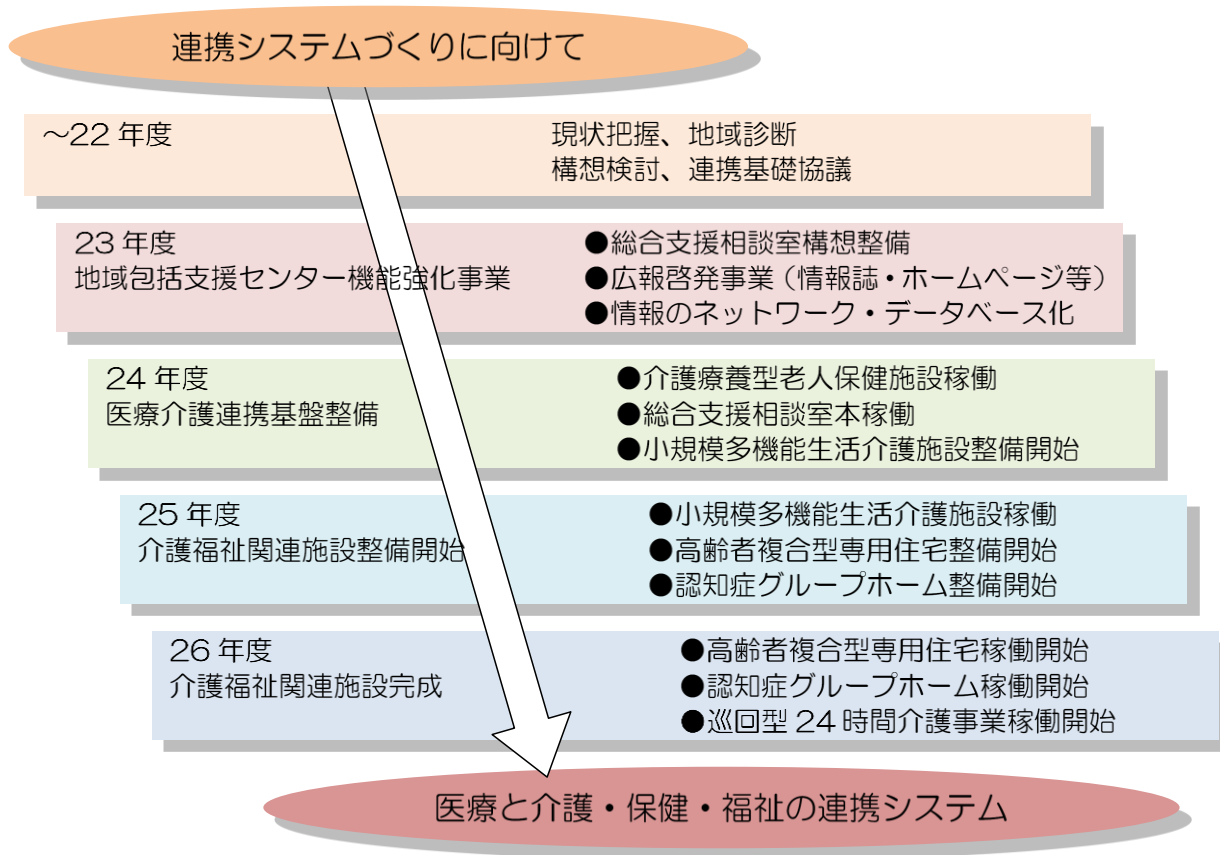 連携システムづくりに向けて
～22年度
現状把握、地域診断
構想検討、連携基礎協議
23年度
地域包括支援センター機能強化事業
●総合支援相談室構想整備
●広報啓発事業（情報誌・ホームページ等）
●情報のネットワーク・データベース化
24年度
医療介護連携基盤整備
●介護療養型老人保健施設稼働
●総合支援相談室本稼働
●小規模多機能生活介護施設整備開始
25年度
介護福祉関連施設整備開始
●小規模多機能生活介護施設稼働
●高齢者複合型専用住宅整備開始
●認知症グループホーム整備開始
26年度
介護福祉関連施設完成
●高齢者複合型専用住宅稼働開始
●認知症グループホーム稼働開始
●巡回型24時間介護事業稼働開始
医療と介護・保健・福祉の連携システム